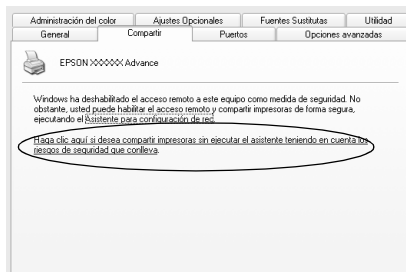 Administración del color
Ajustes Opcionales
Fuentes Sustitutas
Utilidad
General
Compartir
Puertos
Opciones avanzadas
EPSON XXXXXX Advance
Windows ha deshabilitado el acceso remoto a este equipo como medida de seguridad. No
obstante, usted puede habilitar el acceso remoto y compartir impresoras de forma segura,
ejecutando el Asistente para configuración de red.
Haga clic aquí si desea compartir impresoras sin ejecutar el asistente teniendo en cuenta los
riesgos de seguridad que conlleva.